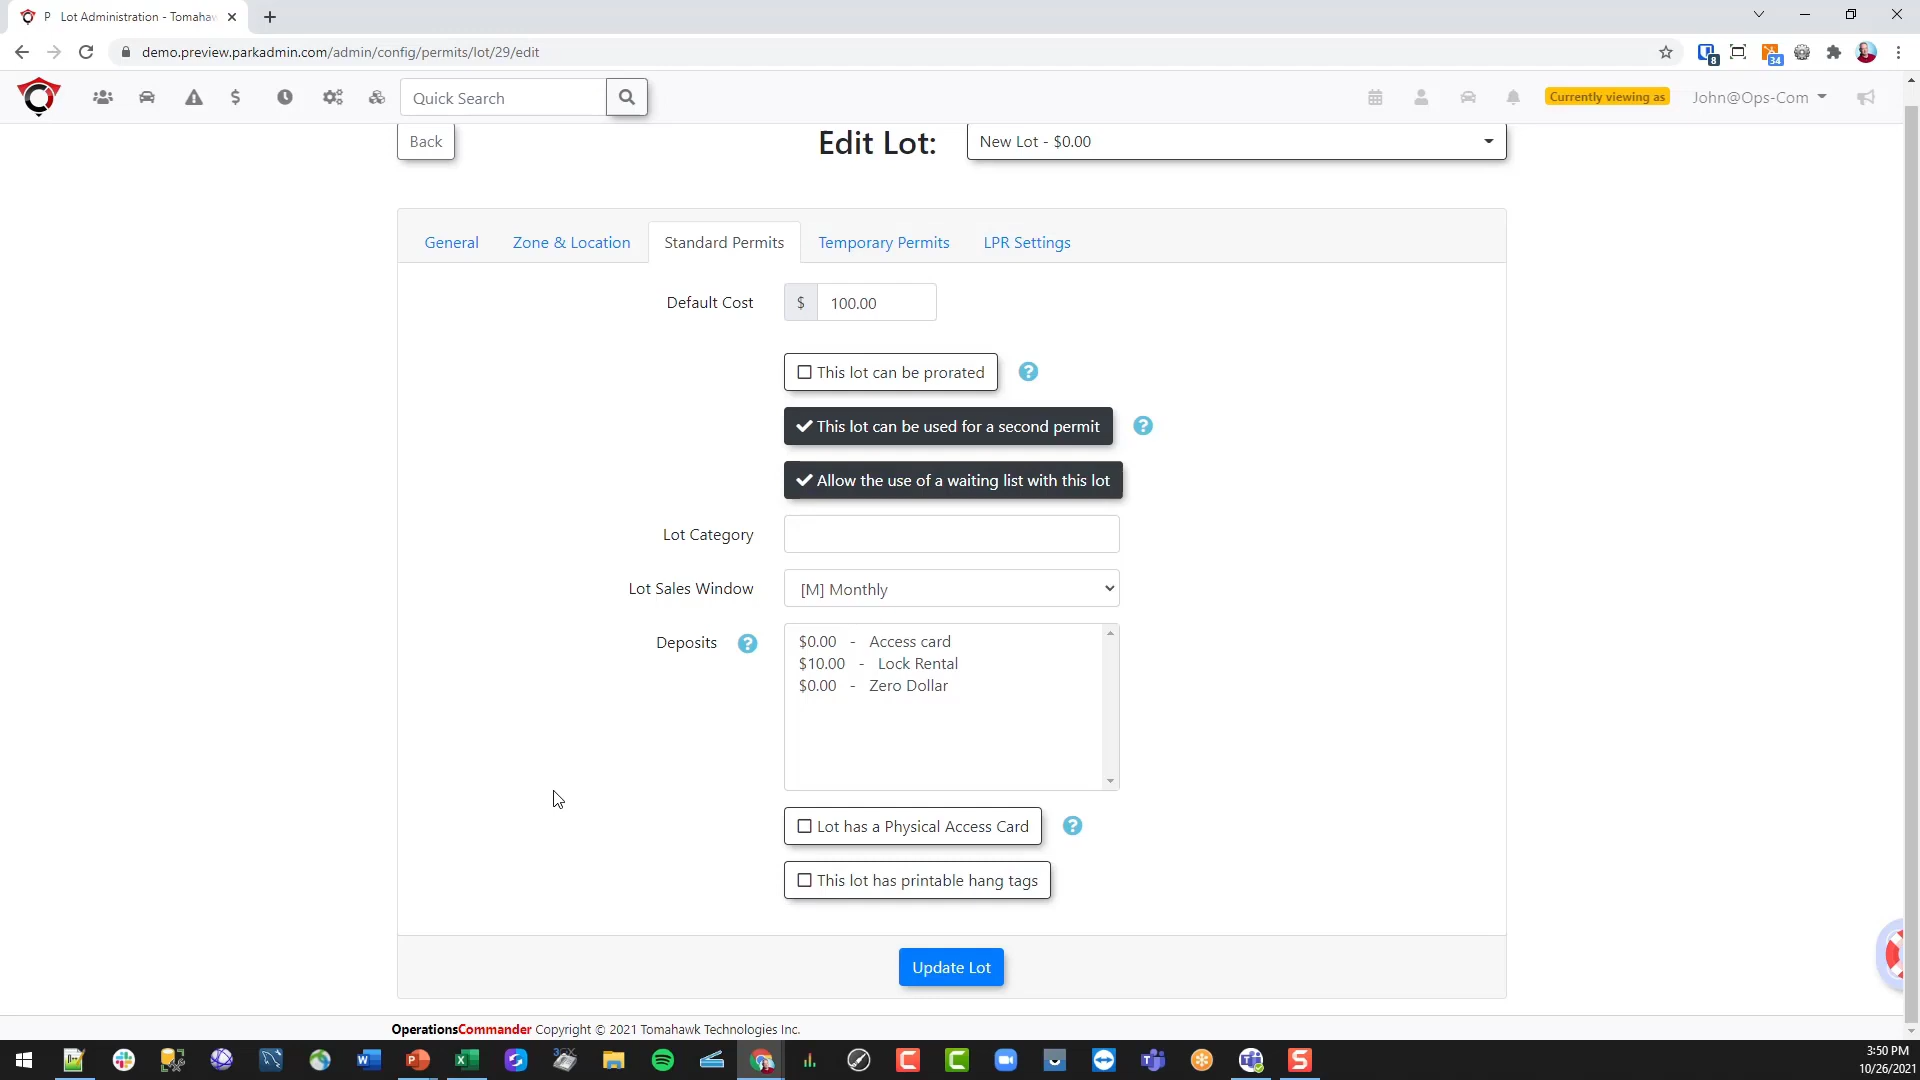 P Lot Administration - Tomahaw
demo.preview.parkadmin.com/admin/config/permits/lot/29/edit
8
34
$
Quick Search
Currently viewing as
John@Ops-Com
Back
Edit Lot:
New Lot - $0.00
General
Zone & Location
Standard Permits
Temporary Permits
LPR Settings
Default Cost
$
100.00
This lot can be prorated
?
This lot can be used for a second permit
?
Allow the use of a waiting list with this lot
Lot Category
Lot Sales Window
[M] Monthly
Deposits
?
$0.00 - Access card
$10.00 - Lock Rental
$0.00 - Zero Dollar
Lot has a Physical Access Card
?
This lot has printable hang tags
Update Lot
OperationsCommander Copyright © 2021 Tomahawk Technologies Inc.
3:50 PM
10/26/2021